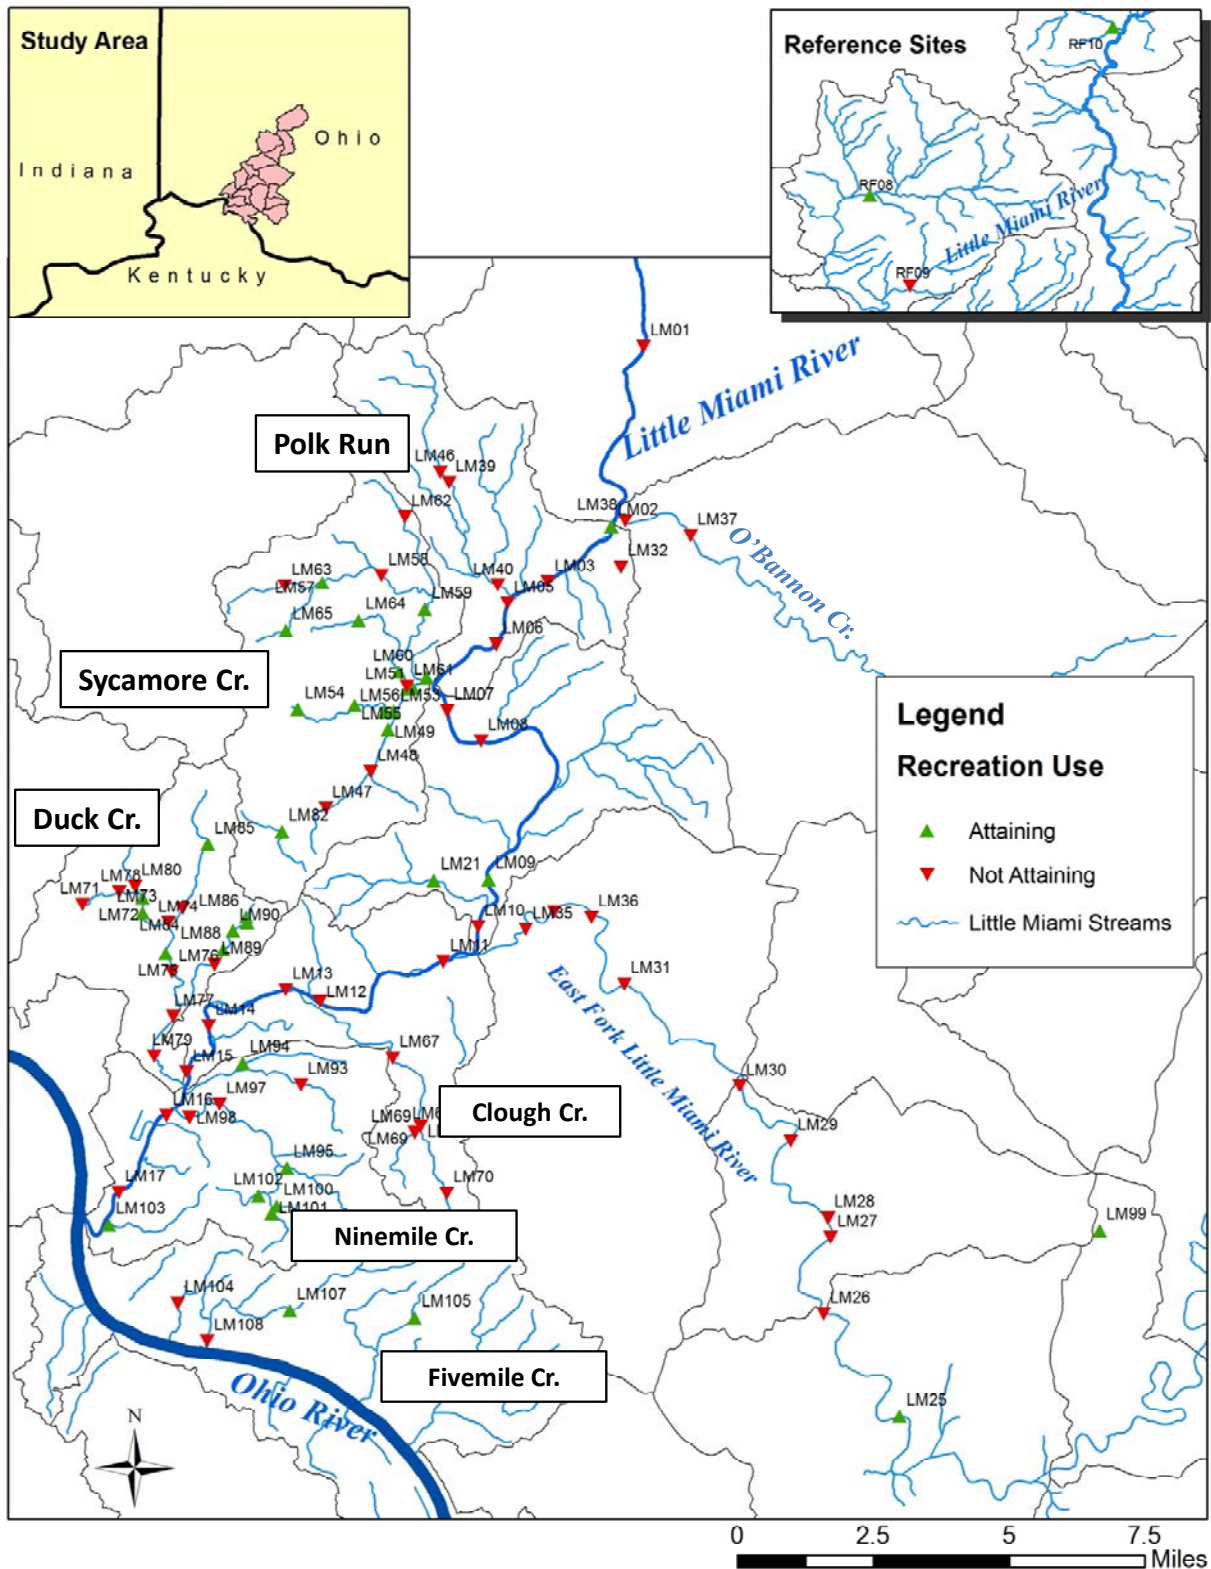 Study Area
Ohio
Indiana
Kentucky
Reference Sites
RF10
RF08
Little Miami River
RF09
LM01
Little Miami River
Polk Run
LM46
LM39
LM62
LM38
LM02
LM37
O'Bannon Cr.
LM32
LM03
LM58
LM63
LM57
LM40
LM05
LM59
LM64
LM65
LM06
Sycamore Cr.
LM60
LM51
LM61
LM54
LM56
LM53
LM07
LM55
LM49
LM08
LM48
LM47
LM82
Legend
Recreation Use
Attaining
Not Attaining
Little Miami Streams
Duck Cr.
LM85
LM21
LM09
LM78
LM80
LM71
LM73
LM72
LM74
LM86
LM84
LM90
LM88
LM89
LM76
LM75
LM10
LM35
LM36
LM11
LM31
LM13
LM12
East Fork Little Miami River
LM77
LM14
LM79
LM15
LM94
LM67
LM93
LM30
LM16
LM97
LM98
LM69
LM69
Clough Cr.
LM29
LM95
LM17
LM102
LM100
LM101
LM70
LM103
LM28
LM27
LM99
Ninemile Cr.
LM104
LM107
LM105
LM26
LM108
Fivemile Cr.
Ohio River
LM25
N
0 2.5 5 7.5
Miles